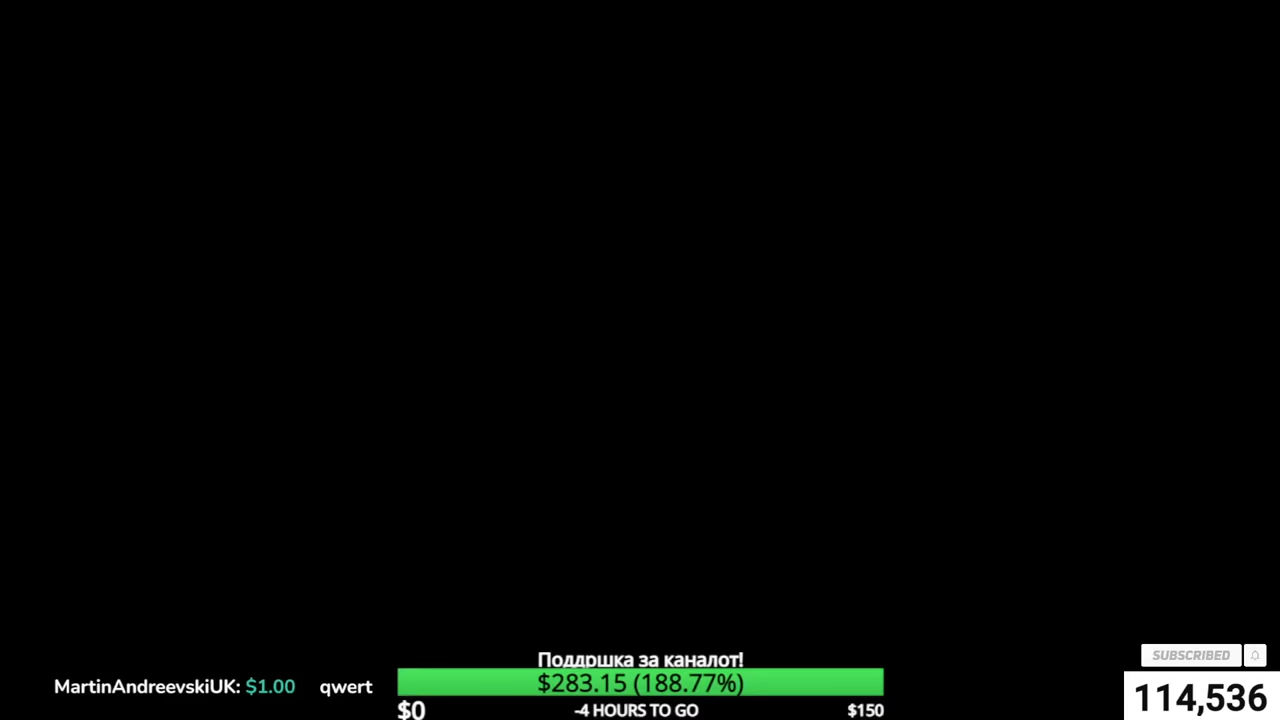 Поддршка за каналот!
MartinAndreevskiUK: $1.00 qwert
$283.15 (188.77%)
$0 -4 HOURS TO GO $150
SUBSCRIBED
114,536